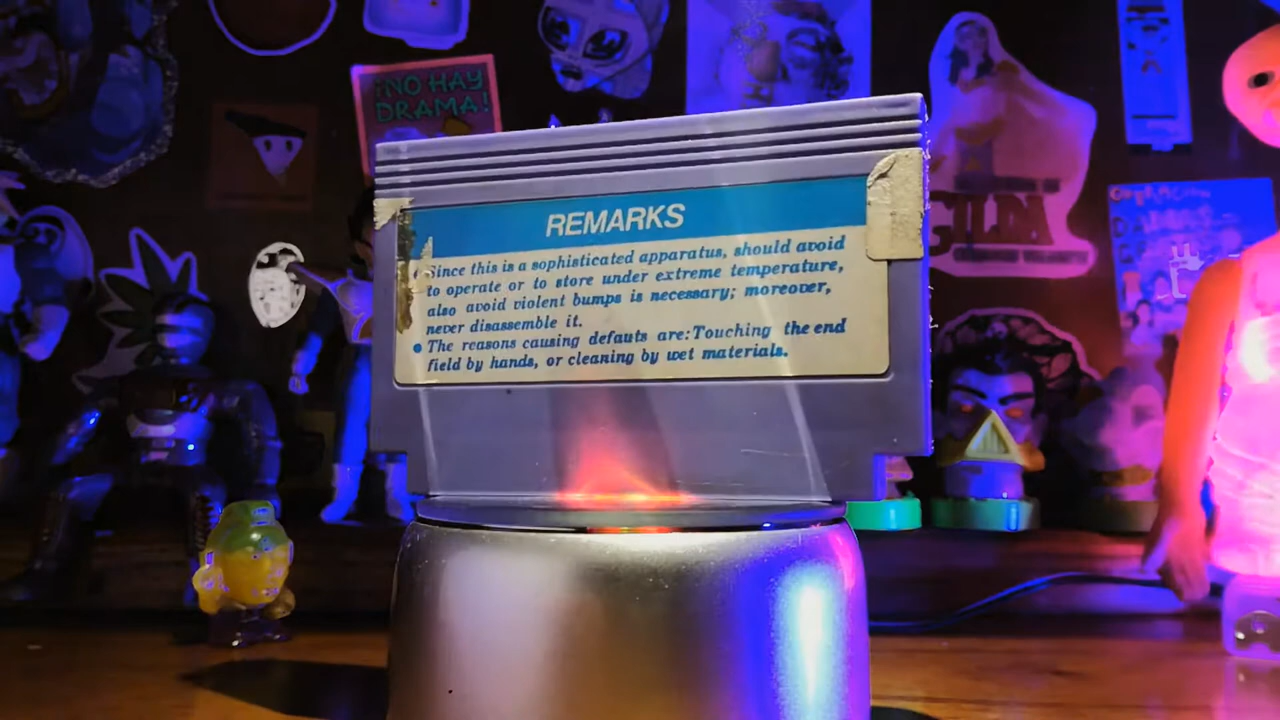 ¡NO HAY
DRAMA!
GILDA
REMARKS
• Since this is a sophisticated apparatus, should avoid
to operate or to store under extreme temperature,
also avoid violent bumps is necessary; moreover,
never disassemble it.
• The reasons causing defauts are: Touching the end
field by hands, or cleaning by wet materials.